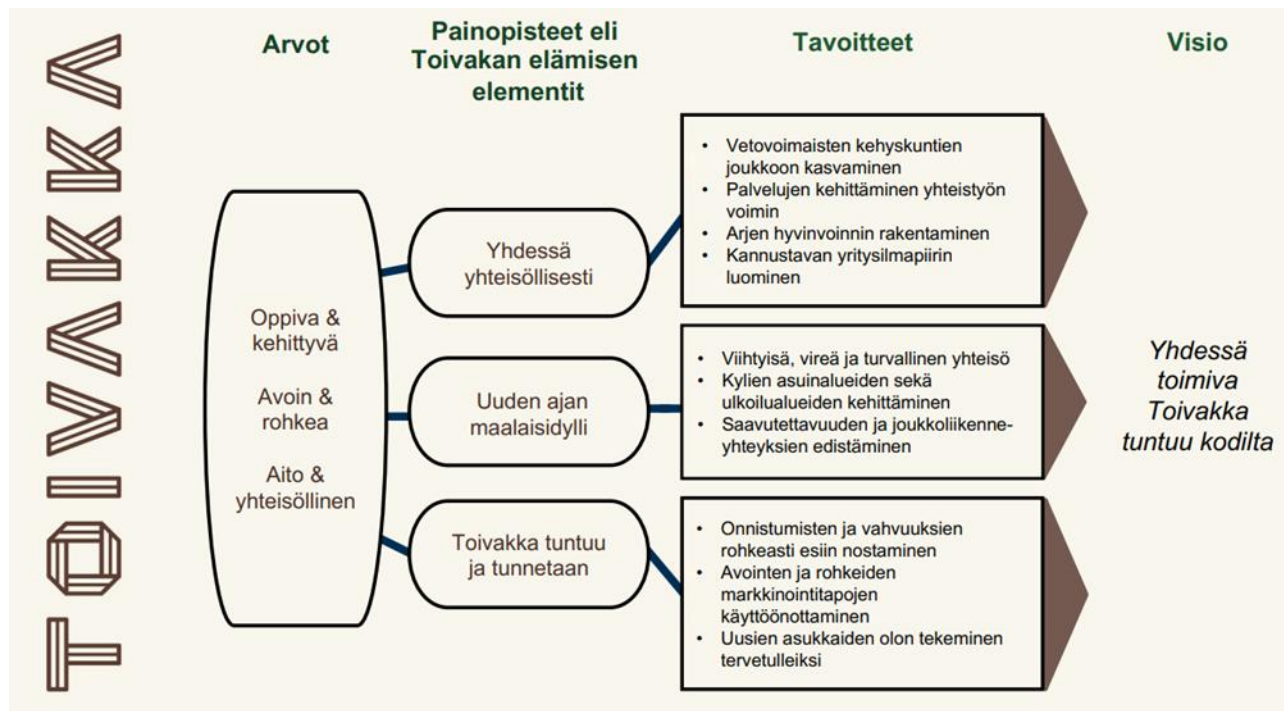 TOIVAKKA
Arvot
Painopisteet eli
Toivakan elämisen
elementit
Tavoitteet
Visio
Oppiva &
kehittyvä
Avoin &
rohkea
Aito &
yhteisöllinen
Yhdessä
yhteisöllisesti
• Vetovoimaisten kehyskuntien
joukkoon kasvaminen
• Palvelujen kehittäminen yhteistyön
voimin
• Arjen hyvinvoinnin rakentaminen
• Kannustavan yritysilmapiirin
luominen
Uuden ajan
maalaisidylli
• Viihtyisä, vireä ja turvallinen yhteisö
• Kylien asuinalueiden sekä
ulkoilualueiden kehittäminen
• Saavutettavuuden ja joukkoliikenne-
yhteyksien edistäminen
Toivakka tuntuu
ja tunnetaan
• Onnistumisten ja vahvuuksien
rohkeasti esiin nostaminen
• Avointen ja rohkeiden
markkinointitapojen
käyttöönottaminen
• Uusien asukkaiden olon tekeminen
tervetulleiksi
Yhdessä
toimiva
Toivakka
tuntuu kodilta